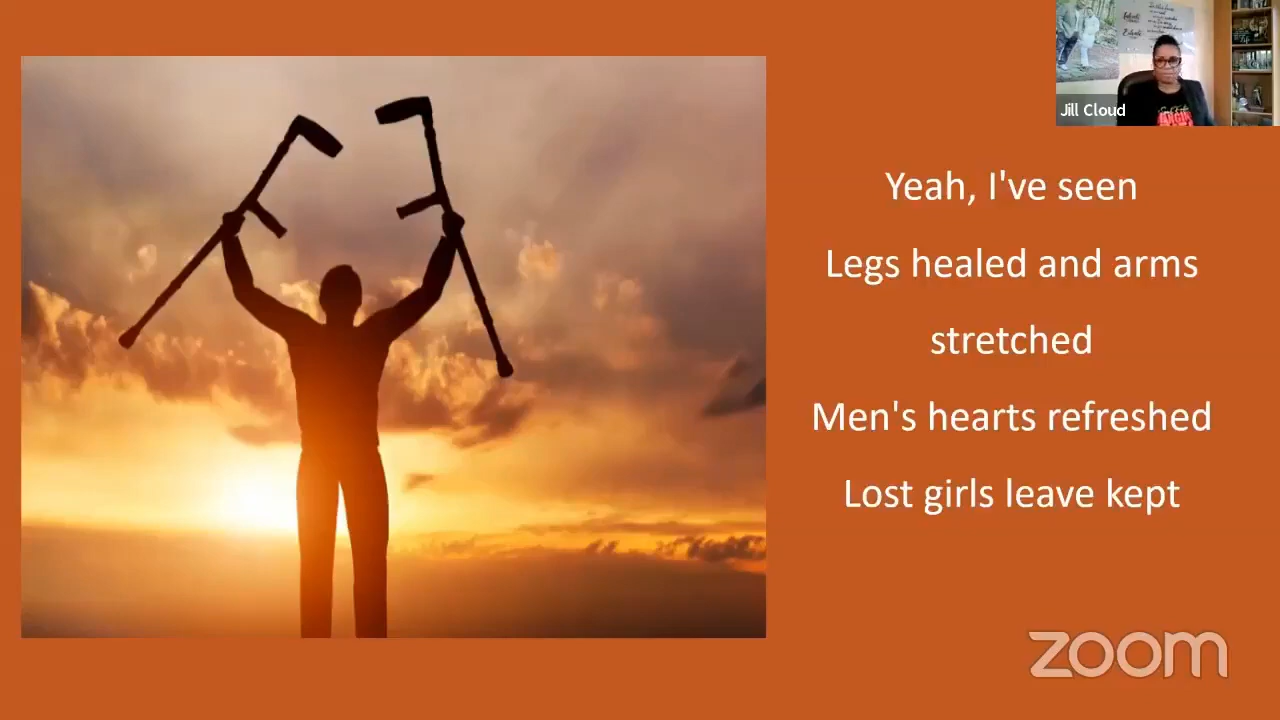 Jill Cloud
Yeah, I've seen
Legs healed and arms
stretched
Men's hearts refreshed
Lost girls leave kept
zoom